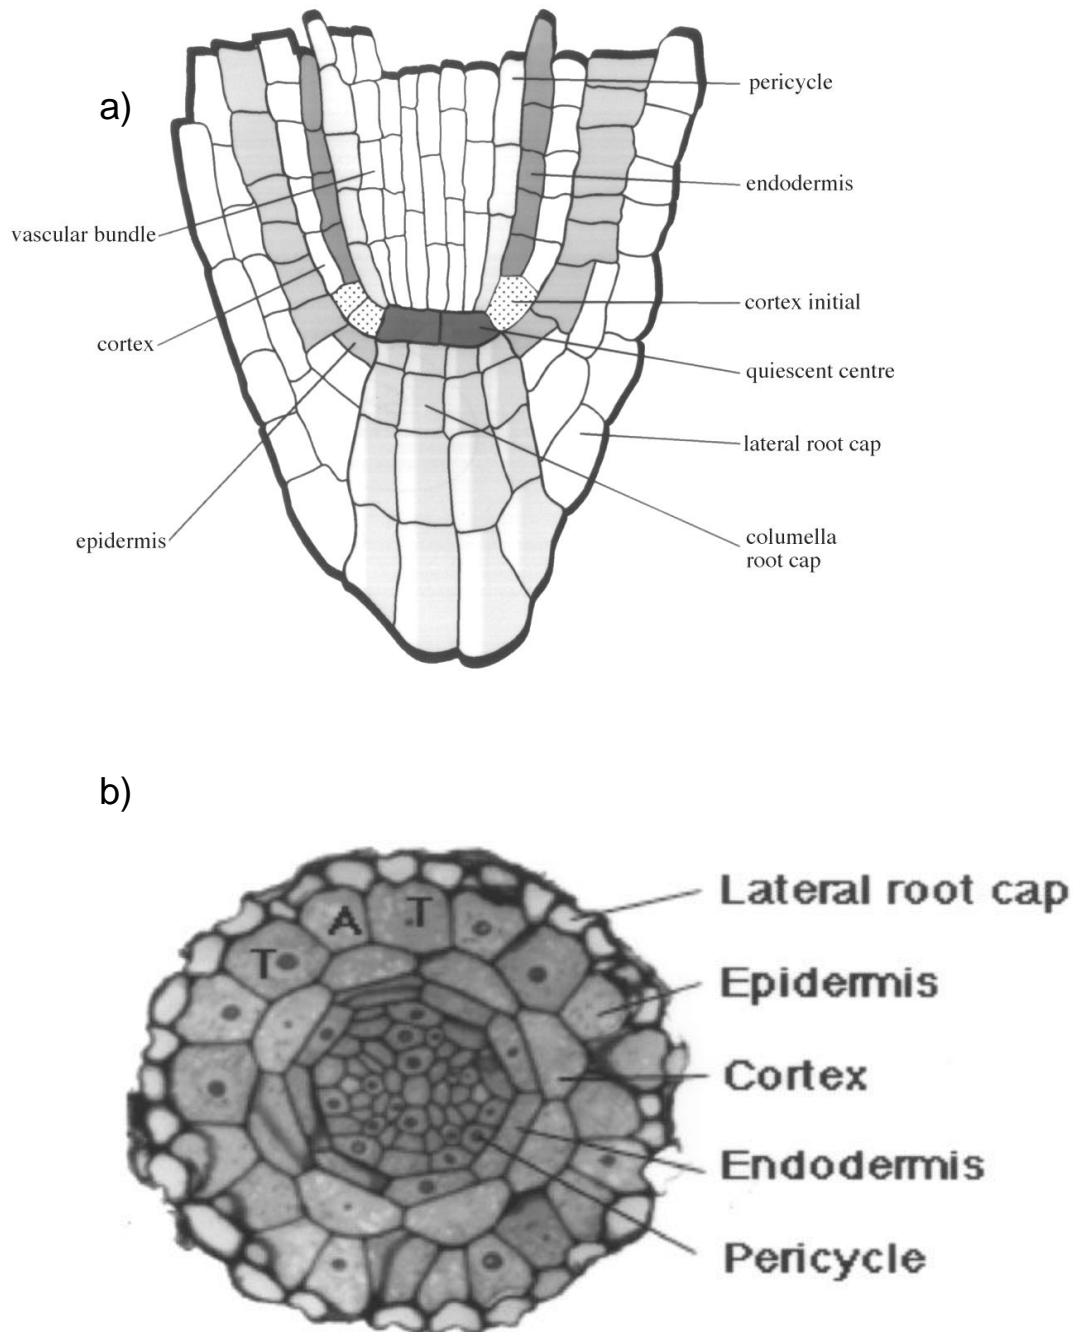 a)
pericycle
endodermis
vascular bundle
cortex initial
cortex
quiescent centre
lateral root cap
epidermis
columella
root cap
b)
Lateral root cap
A T
T
Epidermis
Cortex
Endodermis
Pericycle